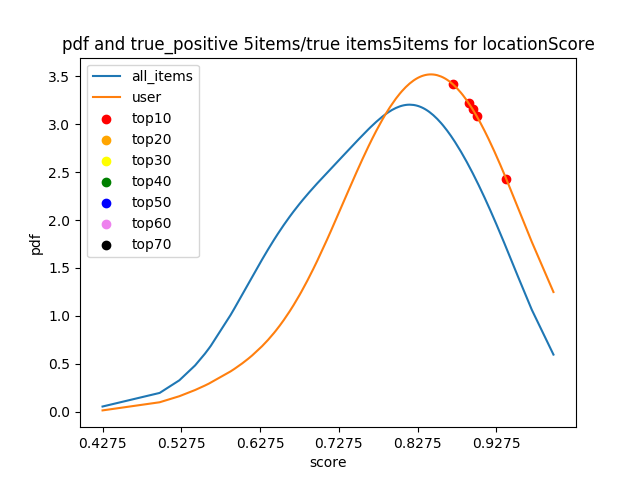 pdf and true_positive 5items/true items5items for locationScore
all_items
user
top10
top20
top30
top40
top50
top60
top70
3.5
3.0
2.5
2.0
1.5
1.0
0.5
0.0
pdf
0.4275 0.5275 0.6275 0.7275 0.8275 0.9275
score